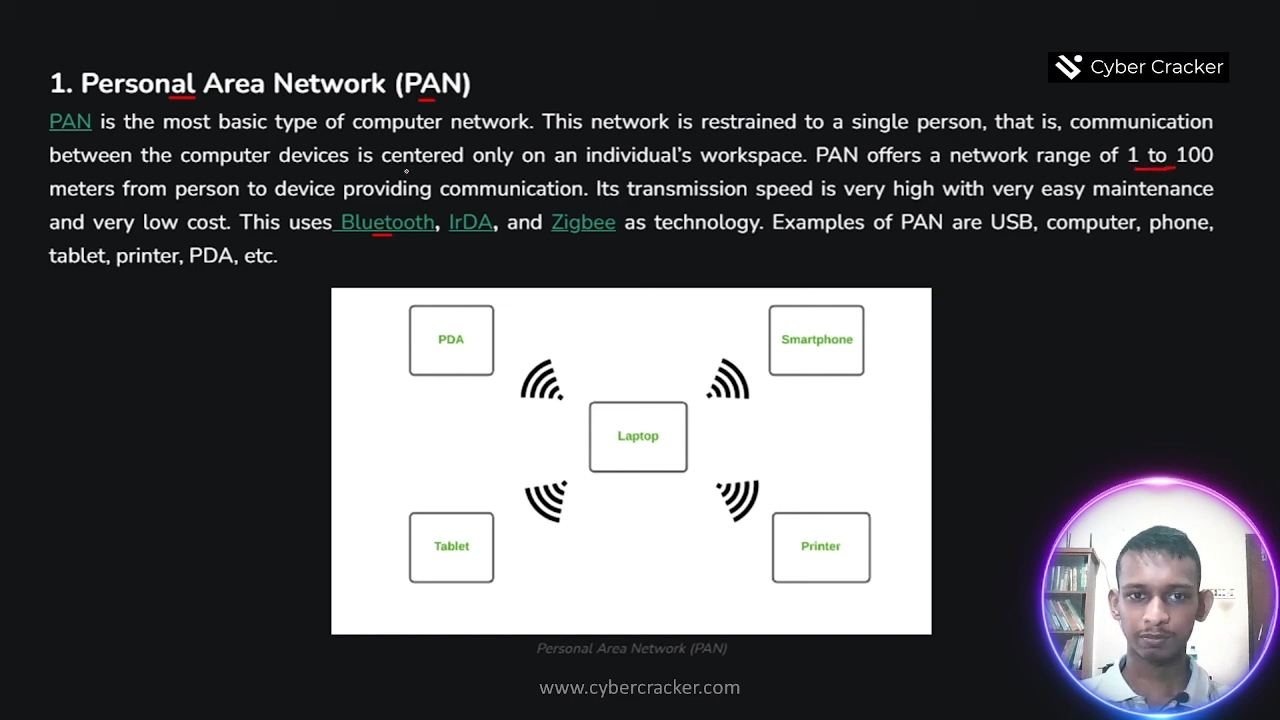 1. Personal Area Network (PAN)
Cyber Cracker
PAN is the most basic type of computer network. This network is restrained to a single person, that is, communication
between the computer devices is centered only on an individual's workspace. PAN offers a network range of 1 to 100
meters from person to device providing communication. Its transmission speed is very high with very easy maintenance
and very low cost. This uses Bluetooth, IrDA, and Zigbee as technology. Examples of PAN are USB, computer, phone,
tablet, printer, PDA, etc.
PDA
Smartphone
Laptop
Tablet
Printer
Personal Area Network (PAN)
www.cybercracker.com